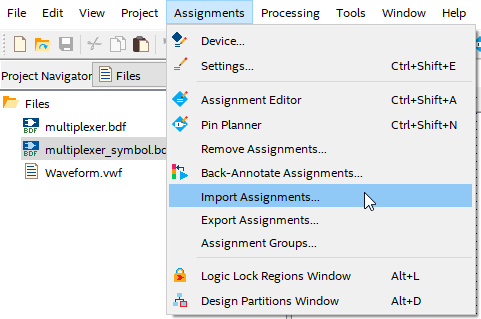 File Edit View Project Assignments Processing Tools Window Help
Project Navigator Files
Files
BDF multiplexer.bdf
BDF multiplexer_symbol.bd
Waveform.vwf
Device...
Settings... Ctrl+Shift+E
Assignment Editor Ctrl+Shift+A
Pin Planner Ctrl+Shift+N
Remove Assignments...
Back-Annotate Assignments...
Import Assignments...
Export Assignments...
Assignment Groups...
Logic Lock Regions Window Alt+L
Design Partitions Window Alt+D